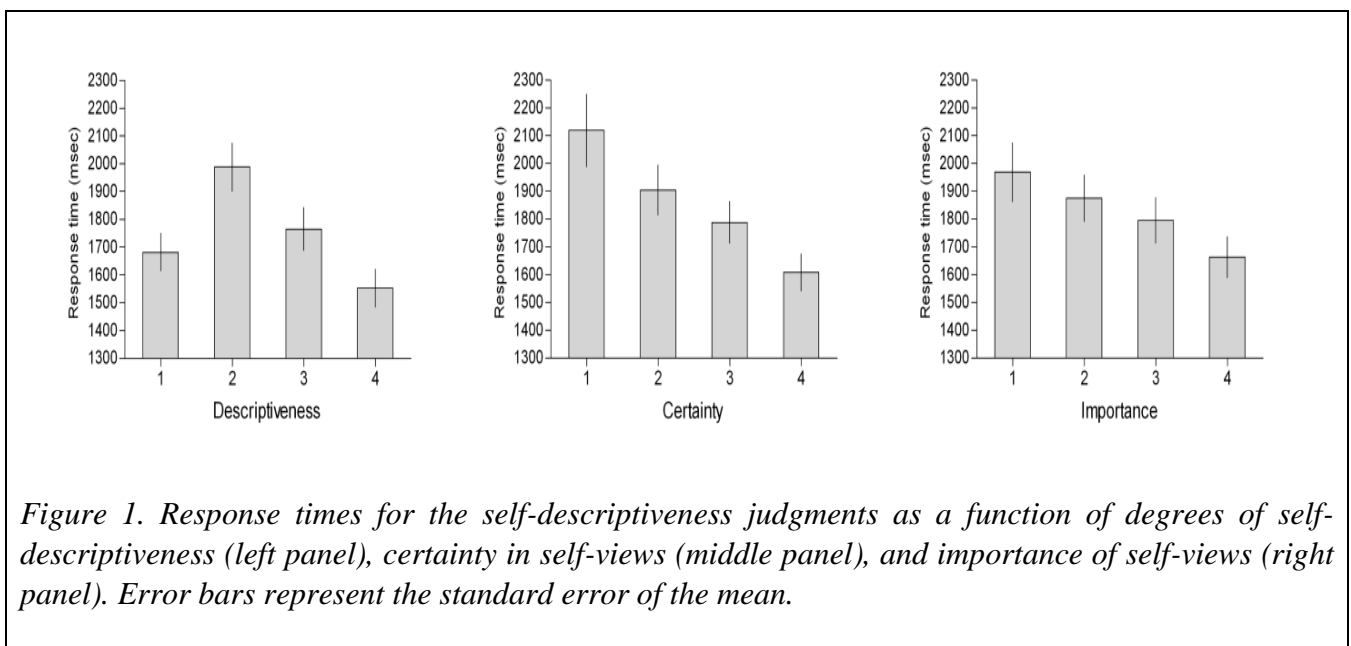 2300
2200
2100
2000
1900
1800
1700
1600
1500
1400
1300
Response time (msec)
1 2 3 4
Descriptiveness
2300
2200
2100
2000
1900
1800
1700
1600
1500
1400
1300
Response time (msec)
1 2 3 4
Certainty
2300
2200
2100
2000
1900
1800
1700
1600
1500
1400
1300
Response time (msec)
1 2 3 4
Importance
Figure 1. Response times for the self-descriptiveness judgments as a function of degrees of self-
descriptiveness (left panel), certainty in self-views (middle panel), and importance of self-views (right
panel). Error bars represent the standard error of the mean.